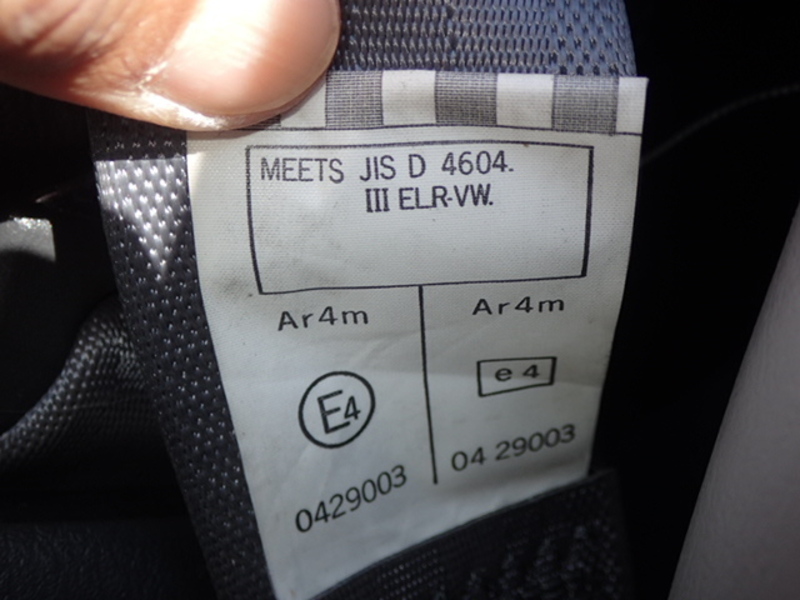 MEETS JIS D 4604.
III ELR-VW.
Ar4m
E4
0429003
Ar4m
e 4
04 29003